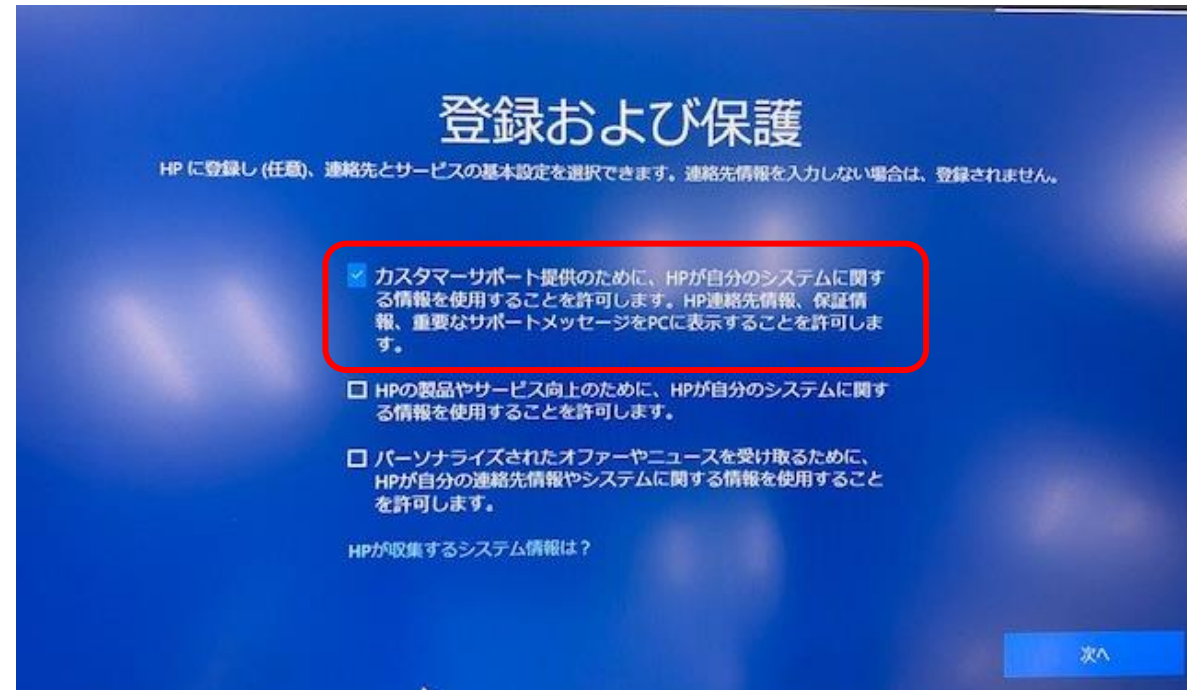 登録および保護
HP に登録し (任意)、連絡先とサービスの基本設定を選択できます。連絡先情報を入力しない場合は、登録されません。
カスタマーサポート提供のために、HPが自分のシステムに関す
る情報を使用することを許可します。HP連絡先情報、保証情
報、重要なサポートメッセージをPCに表示することを許可しま
す。
HPの製品やサービス向上のために、HPが自分のシステムに関す
る情報を使用することを許可します。
パーソナライズされたオファーやニュースを受け取るために、
HPが自分の連絡先情報やシステムに関する情報を使用すること
を許可します。
HPが収集するシステム情報は？
次へ